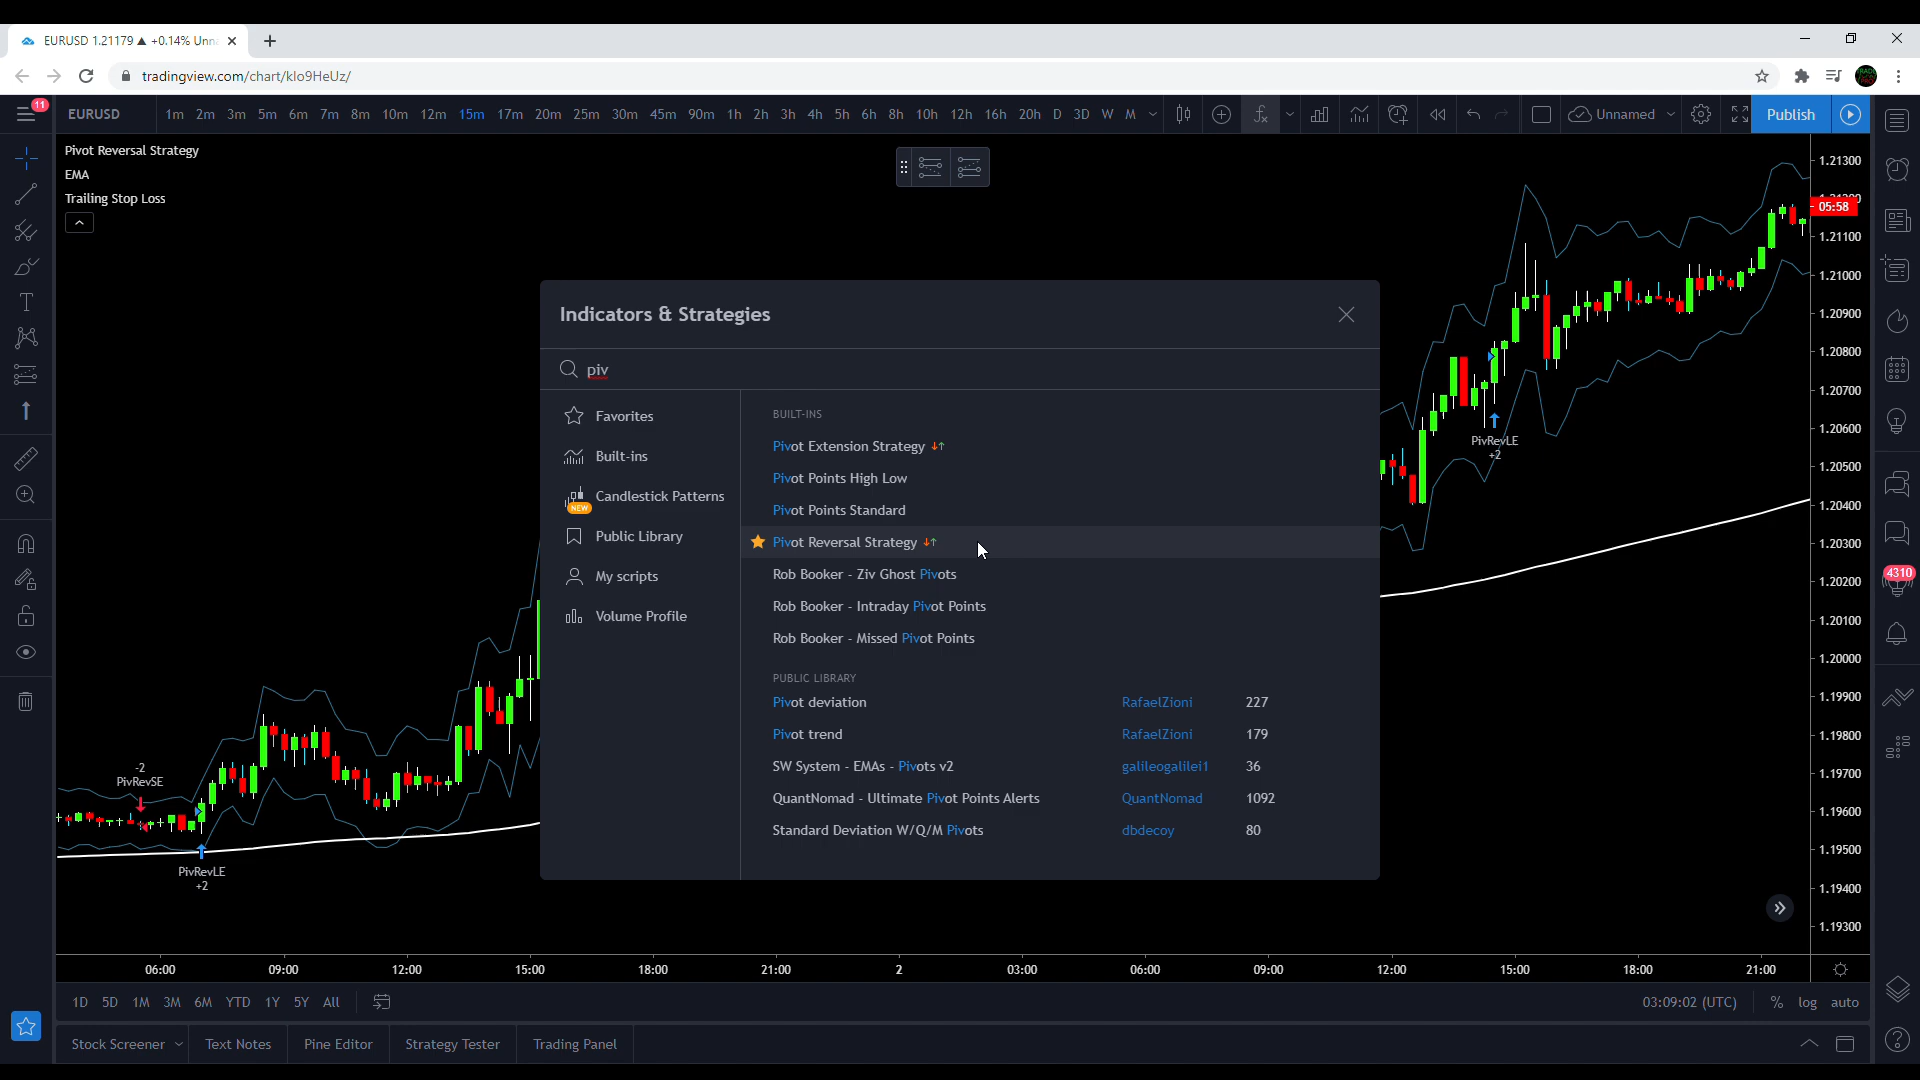 EURUSD 1.21179 ▲ +0.14% Unn
tradingview.com/chart/klo9HeUz/
11
EURUSD 1m 2m 3m 5m 6m 7m 8m 10m 12m 15m 17m 20m 25m 30m 45m 90m 1h 2h 3h 4h 5h 6h 8h 10h 12h 16h 20h D 3D W M Unnamed Publish
Pivot Reversal Strategy
EMA
Trailing Stop Loss
Indicators & Strategies
piv
Favorites
Built-ins
Candlestick Patterns
NEW
Public Library
My scripts
Volume Profile
BUILT-INS
Pivot Extension Strategy
Pivot Points High Low
Pivot Points Standard
Pivot Reversal Strategy
Rob Booker - Ziv Ghost Pivots
Rob Booker - Intraday Pivot Points
Rob Booker - Missed Pivot Points
PUBLIC LIBRARY
Pivot deviation RafaelZioni 227
Pivot trend RafaelZioni 179
SW System - EMAs - Pivots v2 galileogalilei1 36
QuantNomad - Ultimate Pivot Points Alerts QuantNomad 1092
Standard Deviation W/Q/M Pivots dbdecoy 80
-2
PivRevSE
PivRevLE
+2
PivRevLE
+2
1.21300
05:58
1.21100
1.21000
1.20900
1.20800
1.20700
1.20600
1.20500
1.20400
1.20300
1.20200
1.20100
1.20000
1.19900
1.19800
1.19700
1.19600
1.19500
1.19400
1.19300
4310
06:00 09:00 12:00 15:00 18:00 21:00 2 03:00 06:00 09:00 12:00 15:00 18:00 21:00
1D 5D 1M 3M 6M YTD 1Y 5Y All 03:09:02 (UTC) % log auto
Stock Screener Text Notes Pine Editor Strategy Tester Trading Panel